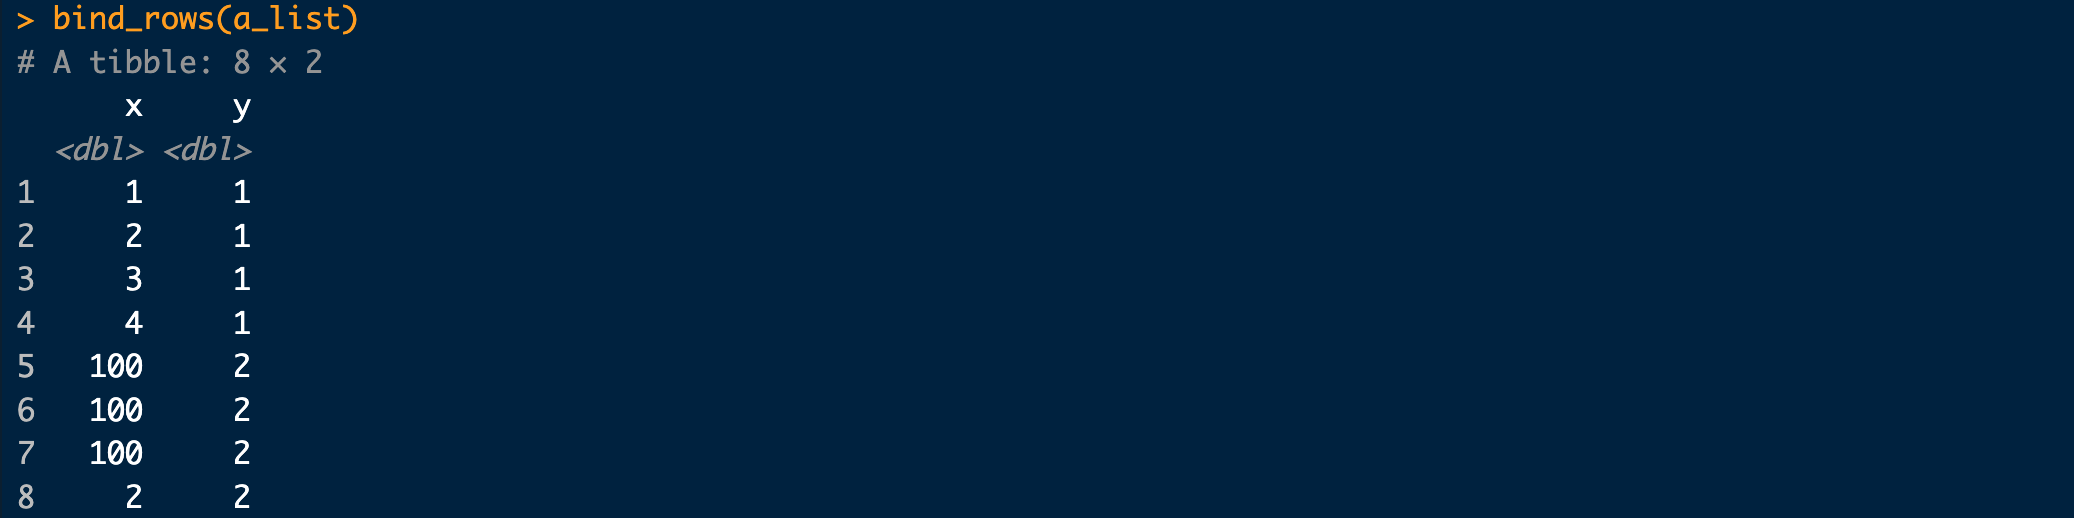 > bind_rows(a_list)
# A tibble: 8 × 2
      x     y
  <dbl> <dbl>
1     1     1
2     2     1
3     3     1
4     4     1
5   100     2
6   100     2
7   100     2
8     2     2